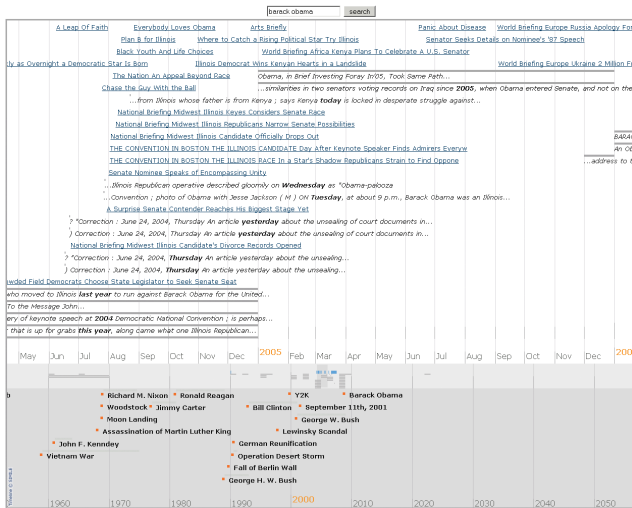 barack obama search
A Leap Of Faith Everybody Loves Obama Arts Briefly Panic About Disease World Briefing Europe Russia Apology For
Plan B for Illinois Where to Catch a Rising Political Star Try Illinois Senator Seeks Details on Nominee's '87 Speech
Black Youth And Life Choices World Briefing Africa Kenya Plans To Celebrate A U.S. Senator
ly as Overnight a Democratic Star Is Born Illinois Democrat Wins Kenyan Hearts in a Landslide World Briefing Europe Ukraine 2 Million F
The Nation An Appeal Beyond Race Obama, in Brief Investing Foray In'05, Took Same Path...
Chase the Guy With the Ball ...similarities in two senators voting records on Iraq since 2005, when Obama entered Senate, and not on the
...from Illinois whose father is from Kenya ; says Kenya today is locked in desperate struggle against...
National Briefing Midwest Illinois Keyes Considers Senate Race
National Briefing Midwest Illinois Republicans Narrow Senate Possibilities
National Briefing Midwest Illinois Candidate Officially Drops Out BARA
THE CONVENTION IN BOSTON THE ILLINOIS CANDIDATE Day After Keynote Speaker Finds Admirers Everyw An Ob
THE CONVENTION IN BOSTON THE ILLINOIS RACE In a Star's Shadow Republicans Strain to Find Oppone ...address to t
Senate Nominee Speaks of Encompassing Unity
...Illinois Republican operative described gloomily on Wednesday as "Obama-palooza
...Convention ; photo of Obama with Jesse Jackson ( M ) ON Tuesday, at about 9 p.m., Barack Obama was an Illinois...
A Surprise Senate Contender Reaches His Biggest Stage Yet
? "Correction : June 24, 2004, Thursday An article yesterday about the unsealing of court documents in...
) Correction : June 24, 2004, Thursday An article yesterday about the unsealing of court documents in...
National Briefing Midwest Illinois Candidate's Divorce Records Opened
? "Correction : June 24, 2004, Thursday An article yesterday about the unsealing...
) Correction : June 24, 2004, Thursday An article yesterday about the unsealing...
wded Field Democrats Choose State Legislator to Seek Senate Seat
who moved to Illinois last year to run against Barack Obama for the United...
To the Message John...
ery of keynote speech at 2004 Democratic National Convention ; is perhaps...
t that is up for grabs this year, along came what one Illinois Republican...
May Jun Jul Aug Sep Oct Nov Dec 2005 Feb Mar Apr May Jun Jul Aug Sep Oct Nov Dec 200
b Richard M. Nixon Ronald Reagan Y2K Barack Obama
Woodstock Jimmy Carter Bill Clinton September 11th, 2001
Moon Landing George W. Bush
Assassination of Martin Luther King Lewinsky Scandal
John F. Kenndey German Reunification
Vietnam War Operation Desert Storm
Fall of Berlin Wall
George H. W. Bush
1960 1970 1980 1990 2000 2010 2020 2030 2040 2050